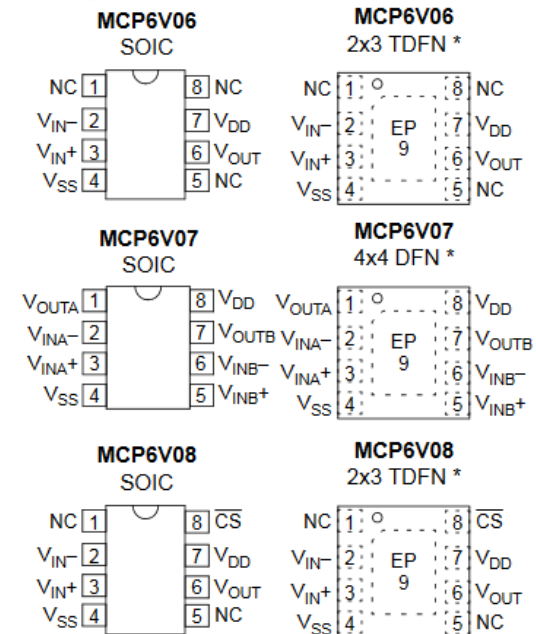 MCP6V06
SOIC
NC 1 8 NC
VIN– 2 7 VDD
VIN+ 3 6 VOUT
VSS 4 5 NC
MCP6V06
2x3 TDFN *
NC 1 8 NC
VIN– 2 7 VDD
EP
9
VIN+ 3 6 VOUT
VSS 4 5 NC
MCP6V07
SOIC
VOUTA 1 8 VDD
VINA– 2 7 VOUTB
VINA+ 3 6 VINB–
VSS 4 5 VINB+
MCP6V07
4x4 DFN *
VOUTA 1 8 VDD
VINA– 2 7 VOUTB
EP
9
VINA+ 3 6 VINB–
VSS 4 5 VINB+
MCP6V08
SOIC
NC 1 8 CS
VIN– 2 7 VDD
VIN+ 3 6 VOUT
VSS 4 5 NC
MCP6V08
2x3 TDFN *
NC 1 8 CS
VIN– 2 7 VDD
EP
9
VIN+ 3 6 VOUT
VSS 4 5 NC